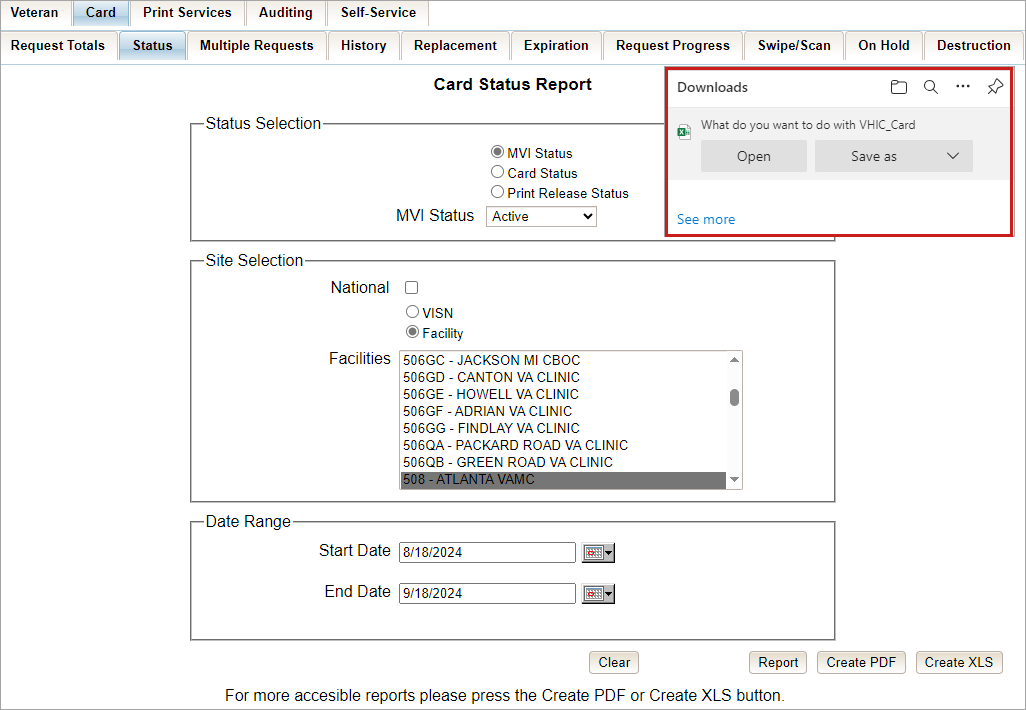 Veteran Card Print Services Auditing Self-Service
Request Totals Status Multiple Requests History Replacement Expiration Request Progress Swipe/Scan On Hold Destruction
Card Status Report
Downloads
What do you want to do with VHIC_Card
Open Save as
See more
Status Selection
MVI Status
Card Status
Print Release Status
MVI Status Active
Site Selection
National
VISN
Facility
Facilities
506GC - JACKSON MI CBOC
506GD - CANTON VA CLINIC
506GE - HOWELL VA CLINIC
506GF - ADRIAN VA CLINIC
506GG - FINDLAY VA CLINIC
506QA - PACKARD ROAD VA CLINIC
506QB - GREEN ROAD VA CLINIC
508 - ATLANTA VAMC
Date Range
Start Date 8/18/2024
End Date 9/18/2024
Clear Report Create PDF Create XLS
For more accesible reports please press the Create PDF or Create XLS button.